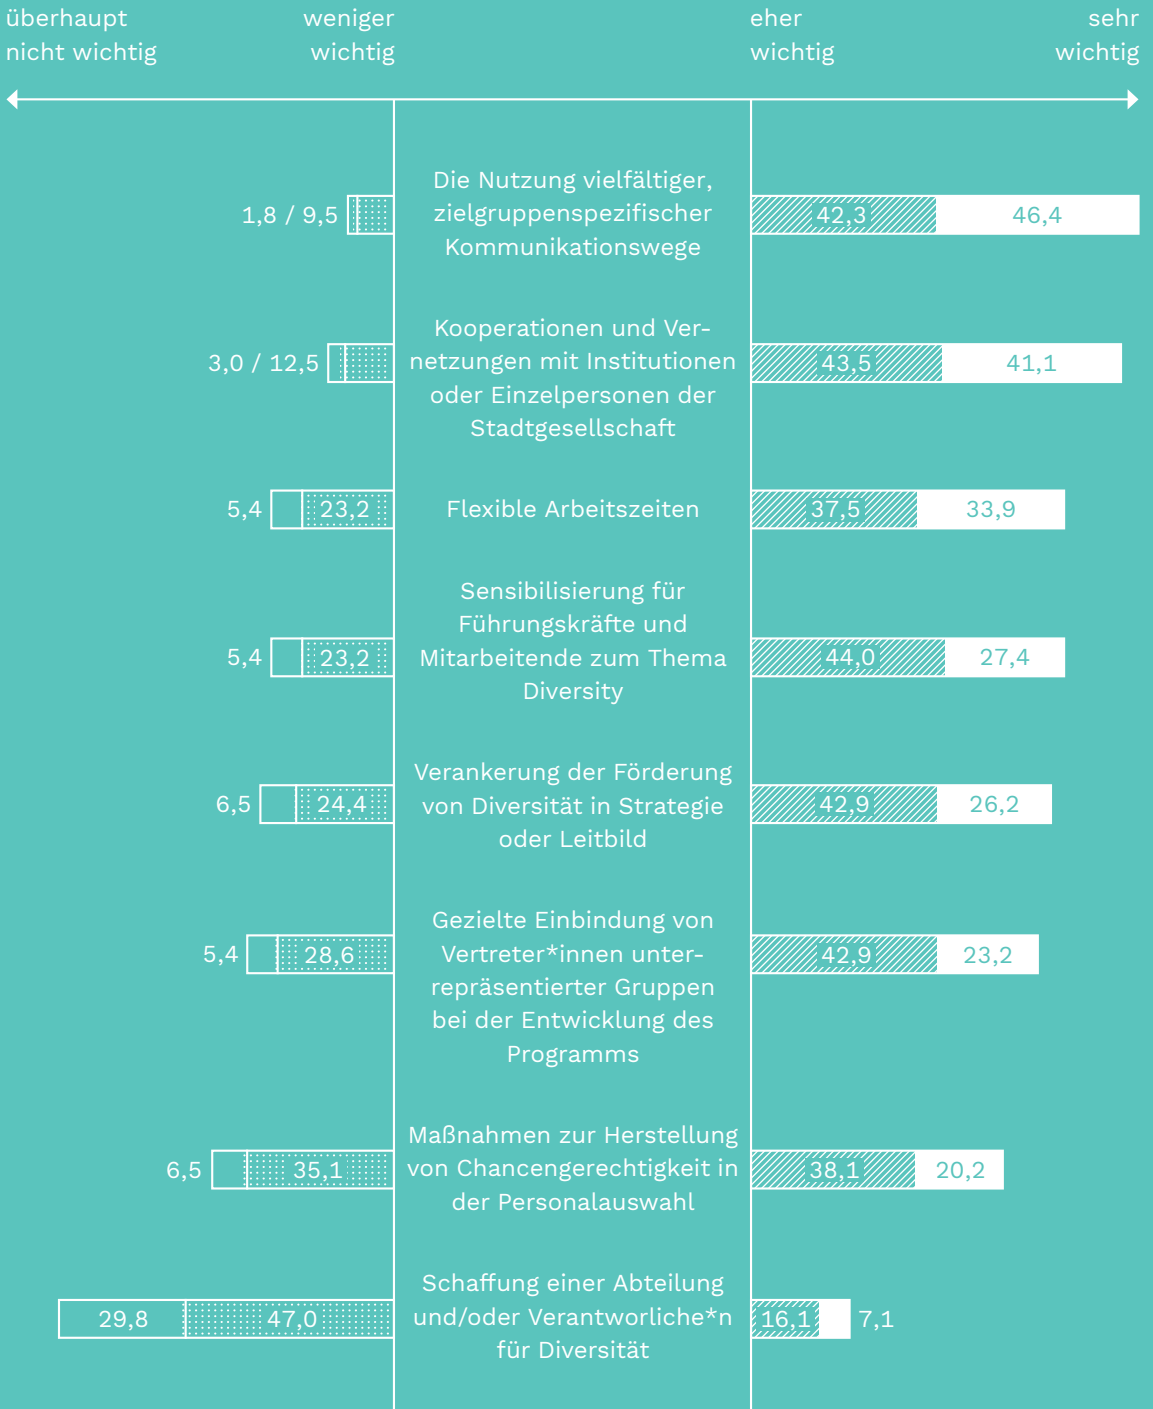 überhaupt
nicht wichtig
weniger
wichtig
eher
wichtig
sehr
wichtig
Die Nutzung vielfältiger,
zielgruppenspezifischer
Kommunikationswege
1,8 / 9,5
42,3
46,4
Kooperationen und Ver-
netzungen mit Institutionen
oder Einzelpersonen der
Stadtgesellschaft
3,0 / 12,5
43,5
41,1
5,4
23,2
Flexible Arbeitszeiten
37,5
33,9
Sensibilisierung für
Führungskräfte und
Mitarbeitende zum Thema
Diversity
5,4
23,2
44,0
27,4
Verankerung der Förderung
von Diversität in Strategie
oder Leitbild
6,5
24,4
42,9
26,2
Gezielte Einbindung von
Vertreter*innen unter-
repräsentierter Gruppen
bei der Entwicklung des
Programms
5,4
28,6
42,9
23,2
Maßnahmen zur Herstellung
von Chancengerechtigkeit in
der Personalauswahl
6,5
35,1
38,1
20,2
Schaffung einer Abteilung
und/oder Verantworliche*n
für Diversität
29,8
47,0
16,1
7,1